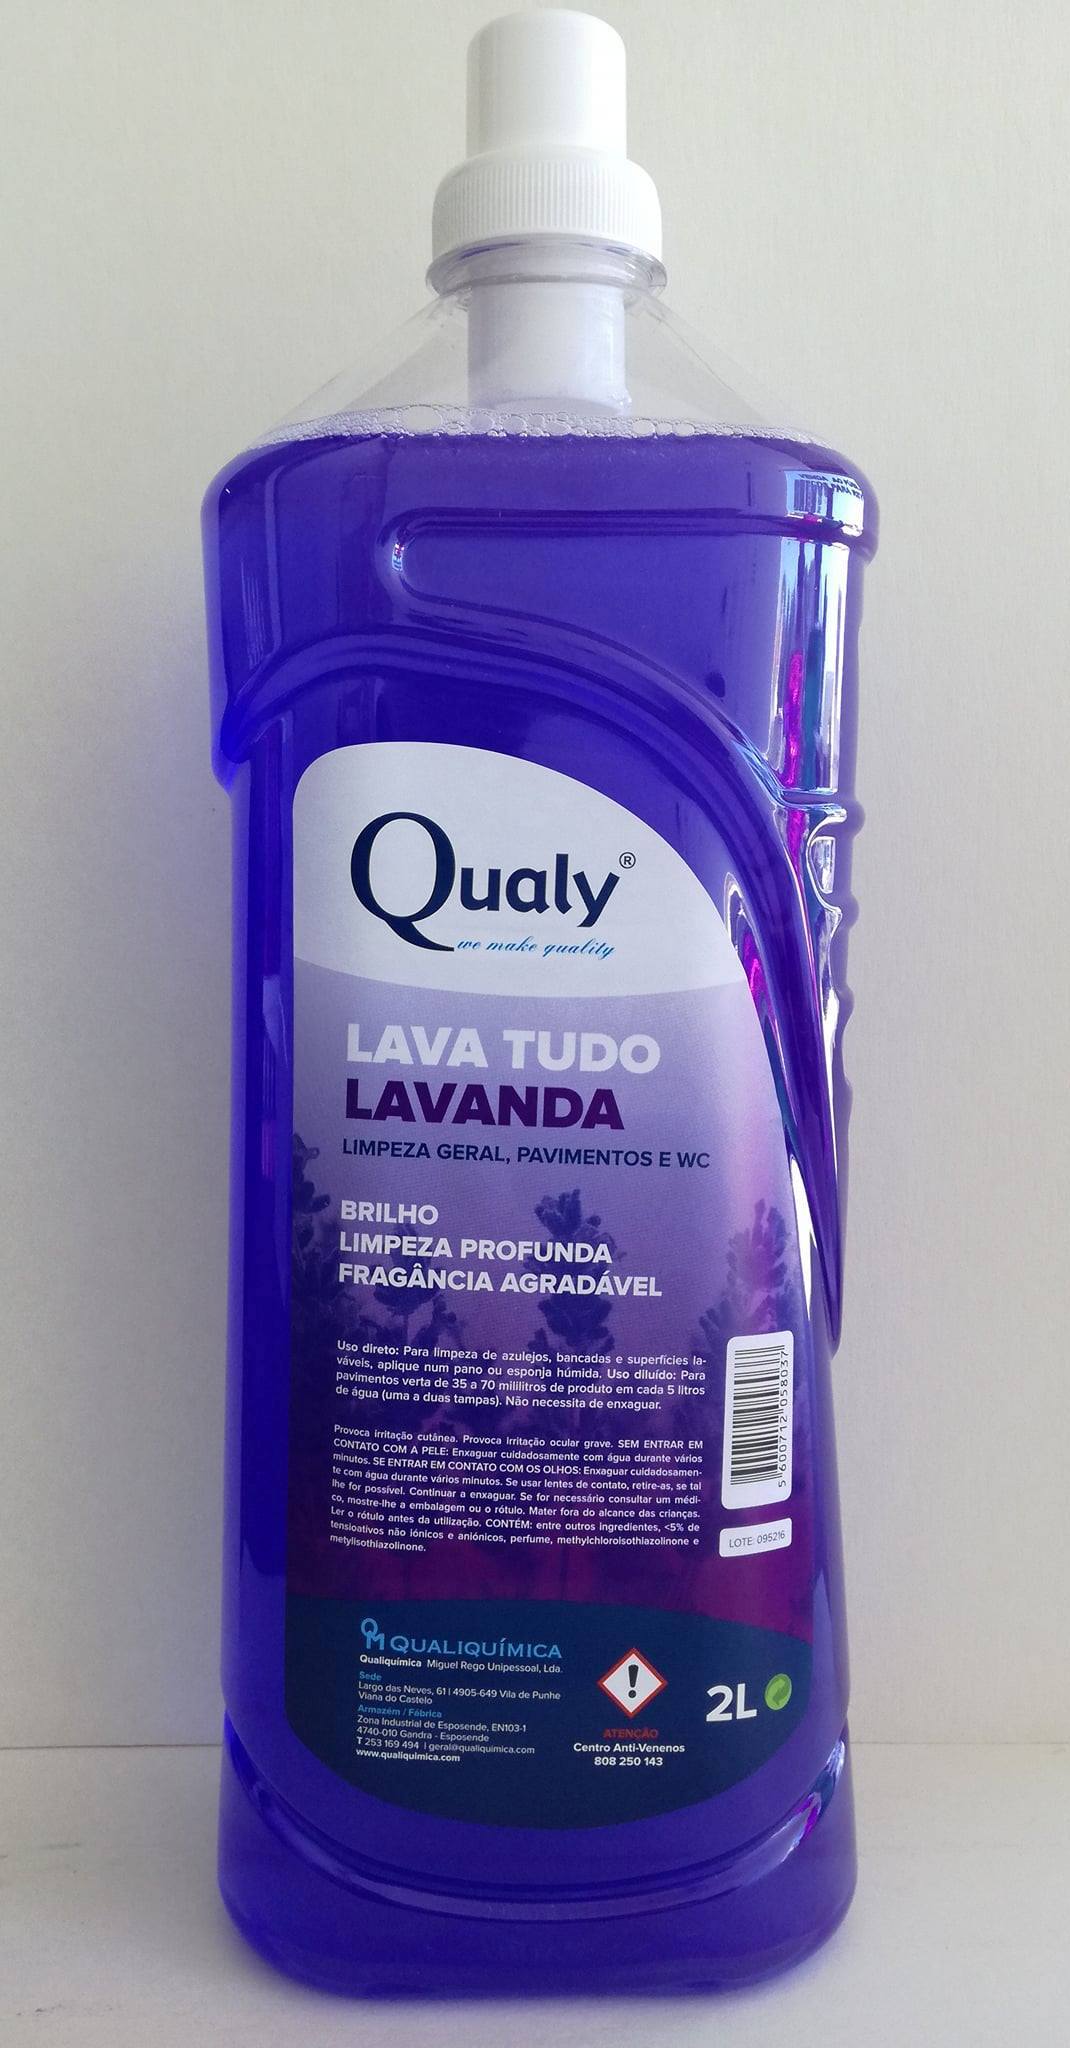 Qualy®
we make quality
LAVA TUDO
LAVANDA
LIMPEZA GERAL, PAVIMENTOS E WC
BRILHO
LIMPEZA PROFUNDA
FRAGÂNCIA AGRADÁVEL
Uso direto: Para limpeza de azulejos, bancadas e superfícies la-
váveis, aplique num pano ou esponja húmida. Uso diluído: Para
pavimentos verta de 35 a 70 mililitros de produto em cada 5 litros
de água (uma a duas tampas). Não necessita de enxaguar.
Provoca irritação cutânea. Provoca irritação ocular grave. SEM ENTRAR EM
CONTATO COM A PELE: Enxaguar cuidadosamente com água durante vários
minutos. SE ENTRAR EM CONTATO COM OS OLHOS: Enxaguar cuidadosamen-
te com água durante vários minutos. Se usar lentes de contato, retire-as, se tal
lhe for possível. Continuar a enxaguar. Se for necessário consultar um médi-
co, mostre-lhe a embalagem ou o rótulo. Mater fora do alcance das crianças.
Ler o rótulo antes da utilização. CONTÉM: entre outros ingredientes, <5% de
tensioativos não iónicos e aniónicos, perfume, methylchloroisothiazolinone e
metylisothiazolinone.
5 600712 058037
LOTE: 095216
QM QUALIQUÍMICA
Qualiquímica Miguel Rego Unipessoal, Lda.
Sede
Largo das Neves, 61 | 4905-649 Vila de Punhe
Viana do Castelo
Armazém / Fábrica
Zona Industrial de Esposende, EN103-1
4740-010 Gandra - Esposende
T 253 169 494 | geral@qualiquimica.com
www.qualiquimica.com
ATENÇÃO
Centro Anti-Venenos
808 250 143
2L